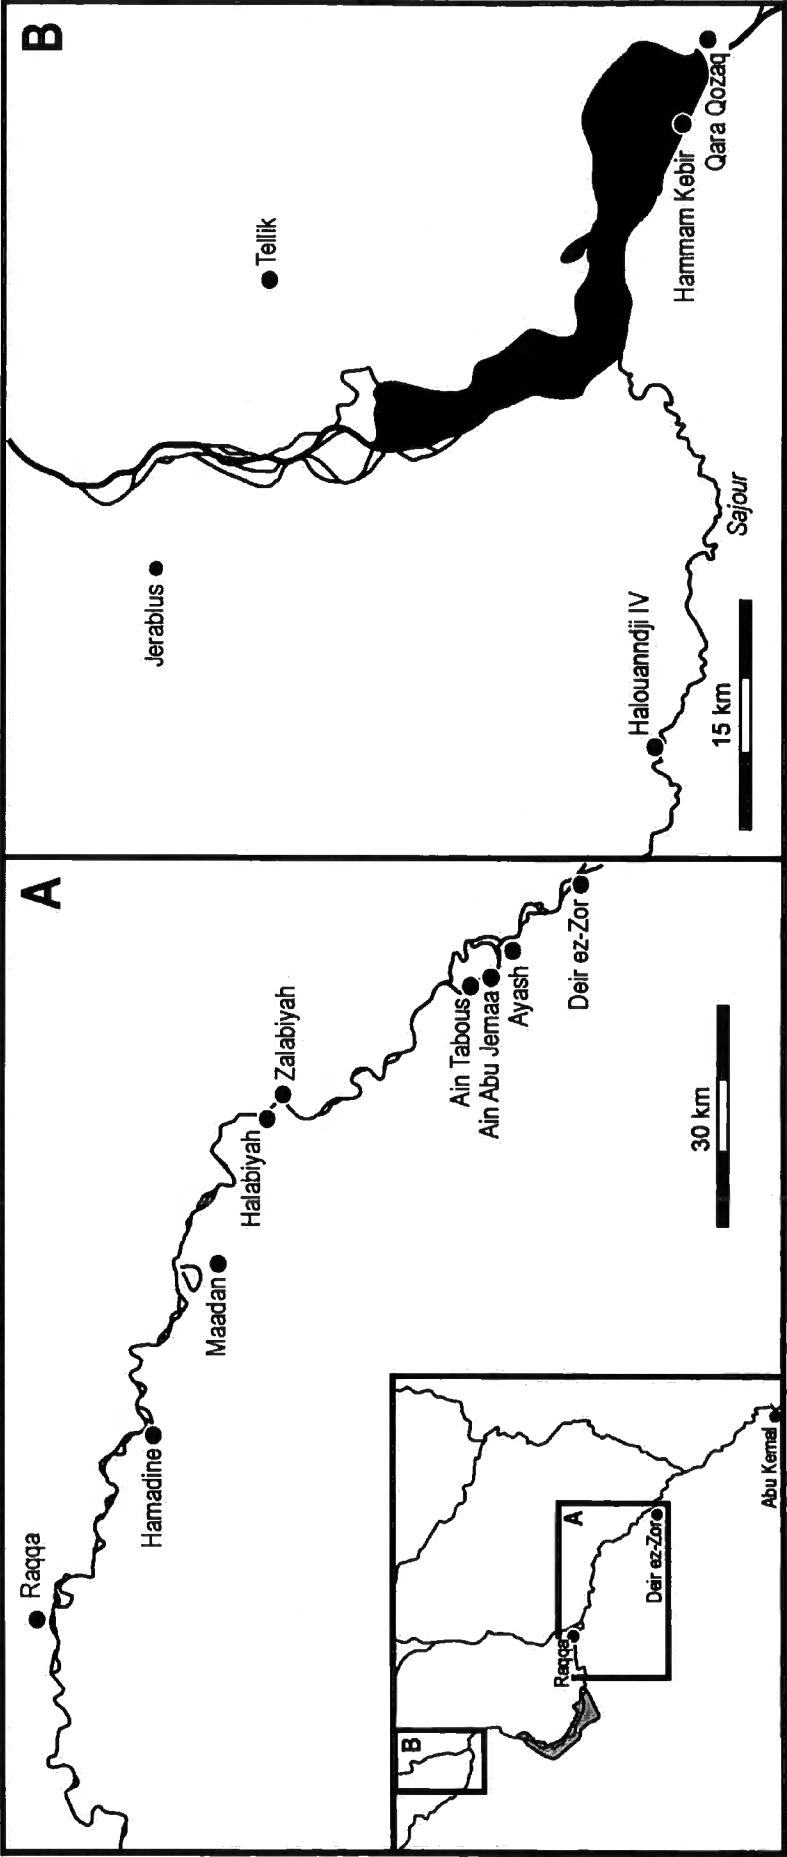 A
Raqqa
Hamadine
Maadan
Halabiyah
Zalabiyah
Ain Tabous
Ain Abu Jemaa
Ayash
Deir ez-Zor
30 km
B
A
Raqqa
Deir ez-Zor
Abu Kemal
B
Jerablus
Tellik
Halouanndji IV
Sajour
Hammam Kebir
Qara Qozaq
15 km